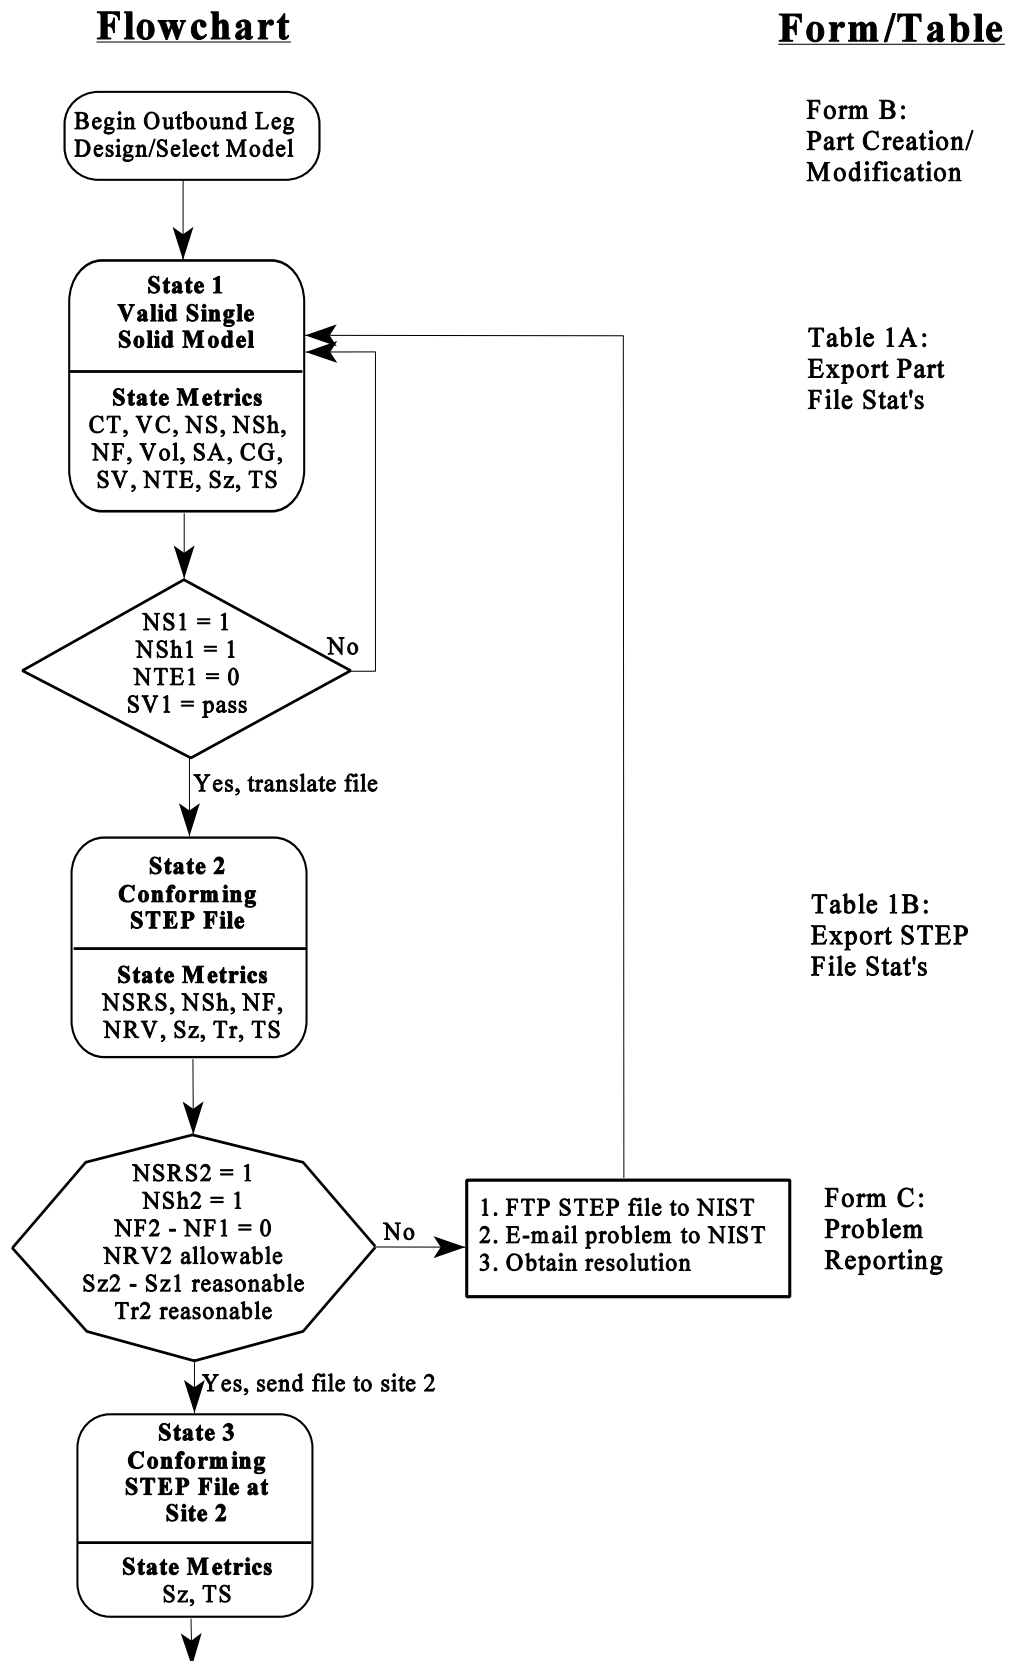 Flowchart
Form/Table
Begin Outbound Leg
Design/Select Model
Form B:
Part Creation/
Modification
State 1
Valid Single
Solid Model
State Metrics
CT, VC, NS, NSh,
NF, Vol, SA, CG,
SV, NTE, Sz, TS
Table 1A:
Export Part
File Stat's
NS1 = 1
NSh1 = 1
NTE1 = 0
SV1 = pass
No
Yes, translate file
State 2
Conforming
STEP File
State Metrics
NSRS, NSh, NF,
NRV, Sz, Tr, TS
Table 1B:
Export STEP
File Stat's
NSRS2 = 1
NSh2 = 1
NF2 - NF1 = 0
NRV2 allowable
Sz2 - Sz1 reasonable
Tr2 reasonable
No
1. FTP STEP file to NIST
2. E-mail problem to NIST
3. Obtain resolution
Form C:
Problem
Reporting
Yes, send file to site 2
State 3
Conforming
STEP File at
Site 2
State Metrics
Sz, TS